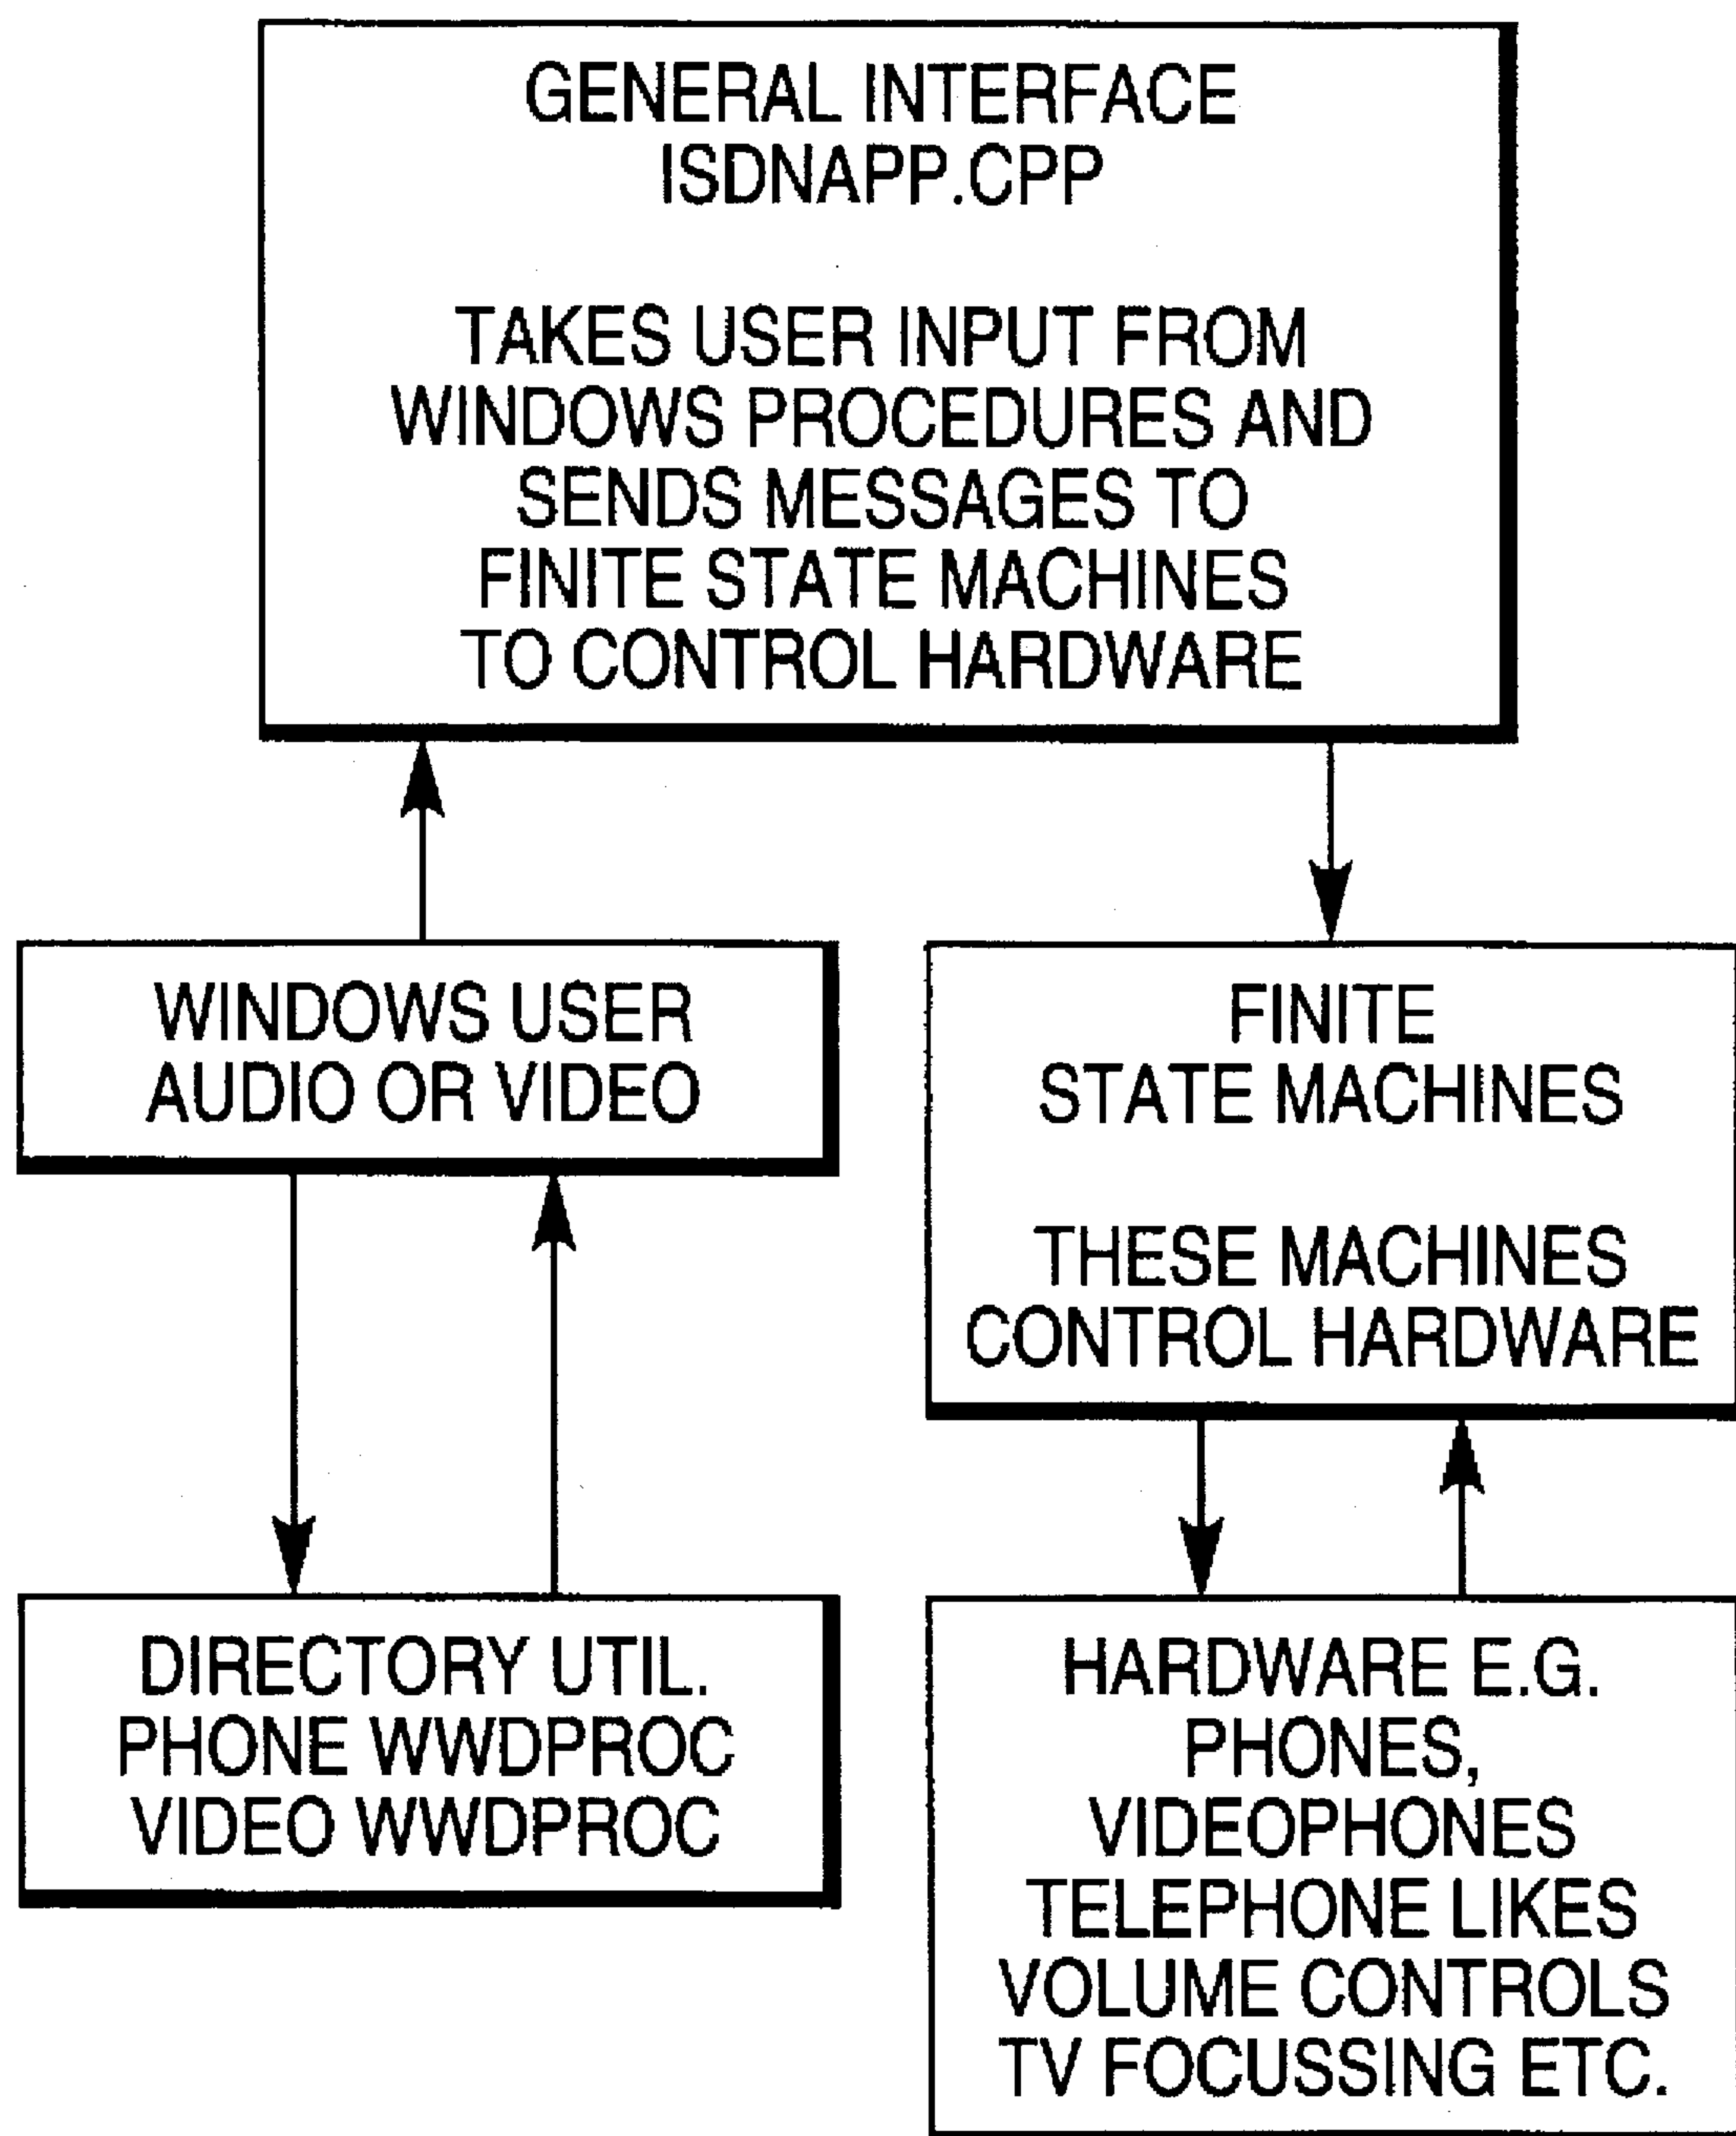 GENERAL INTERFACE
ISDNAPP.CPP
TAKES USER INPUT FROM
WINDOWS PROCEDURES AND
SENDS MESSAGES TO
FINITE STATE MACHINES
TO CONTROL HARDWARE
WINDOWS USER
AUDIO OR VIDEO
FINITE
STATE MACHINES
THESE MACHINES
CONTROL HARDWARE
DIRECTORY UTIL.
PHONE WWDPROC
VIDEO WWDPROC
HARDWARE E.G.
PHONES,
VIDEOPHONES
TELEPHONE LIKES
VOLUME CONTROLS
TV FOCUSSING ETC.